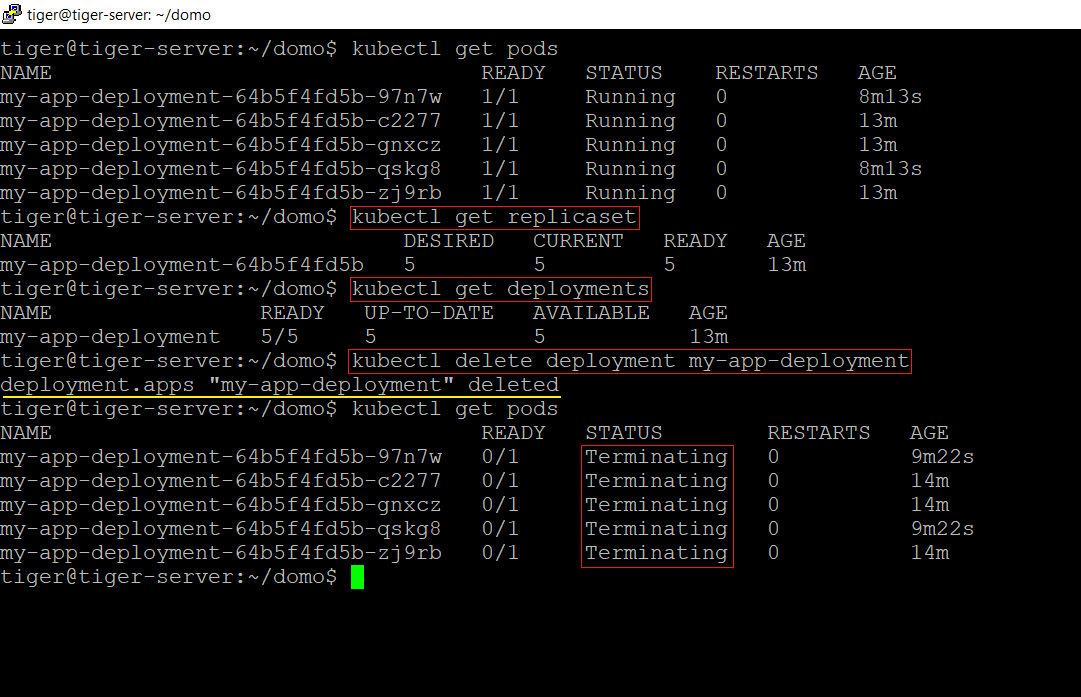 tiger@tiger-server: ~/domo
tiger@tiger-server:~/domo$ kubectl get pods
NAME READY STATUS RESTARTS AGE
my-app-deployment-64b5f4fd5b-97n7w 1/1 Running 0 8m13s
my-app-deployment-64b5f4fd5b-c2277 1/1 Running 0 13m
my-app-deployment-64b5f4fd5b-gnxcz 1/1 Running 0 13m
my-app-deployment-64b5f4fd5b-qskg8 1/1 Running 0 8m13s
my-app-deployment-64b5f4fd5b-zj9rb 1/1 Running 0 13m
tiger@tiger-server:~/domo$ kubectl get replicaset
NAME DESIRED CURRENT READY AGE
my-app-deployment-64b5f4fd5b 5 5 5 13m
tiger@tiger-server:~/domo$ kubectl get deployments
NAME READY UP-TO-DATE AVAILABLE AGE
my-app-deployment 5/5 5 5 13m
tiger@tiger-server:~/domo$ kubectl delete deployment my-app-deployment
deployment.apps "my-app-deployment" deleted
tiger@tiger-server:~/domo$ kubectl get pods
NAME READY STATUS RESTARTS AGE
my-app-deployment-64b5f4fd5b-97n7w 0/1 Terminating 0 9m22s
my-app-deployment-64b5f4fd5b-c2277 0/1 Terminating 0 14m
my-app-deployment-64b5f4fd5b-gnxcz 0/1 Terminating 0 14m
my-app-deployment-64b5f4fd5b-qskg8 0/1 Terminating 0 9m22s
my-app-deployment-64b5f4fd5b-zj9rb 0/1 Terminating 0 14m
tiger@tiger-server:~/domo$